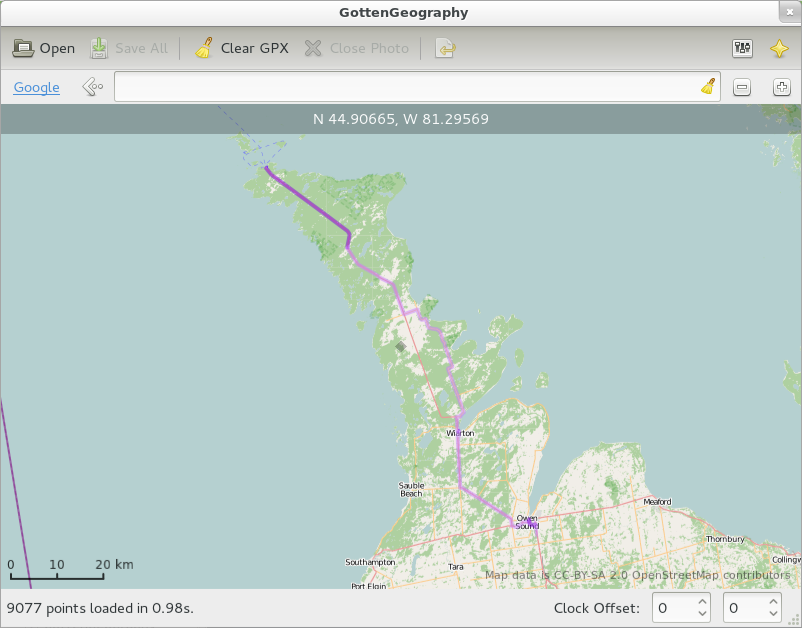 GottenGeography
Open Save All Clear GPX Close Photo
Google
N 44.90665, W 81.29569
Wiarton
Sauble
Beach
Owen
Sound
Meaford
Thornbury
Collingw
Southampton
Tara
Port Elgin
0 10 20 km
Map data is CC-BY-SA 2.0 OpenStreetMap contributors
9077 points loaded in 0.98s.
Clock Offset: 0 0